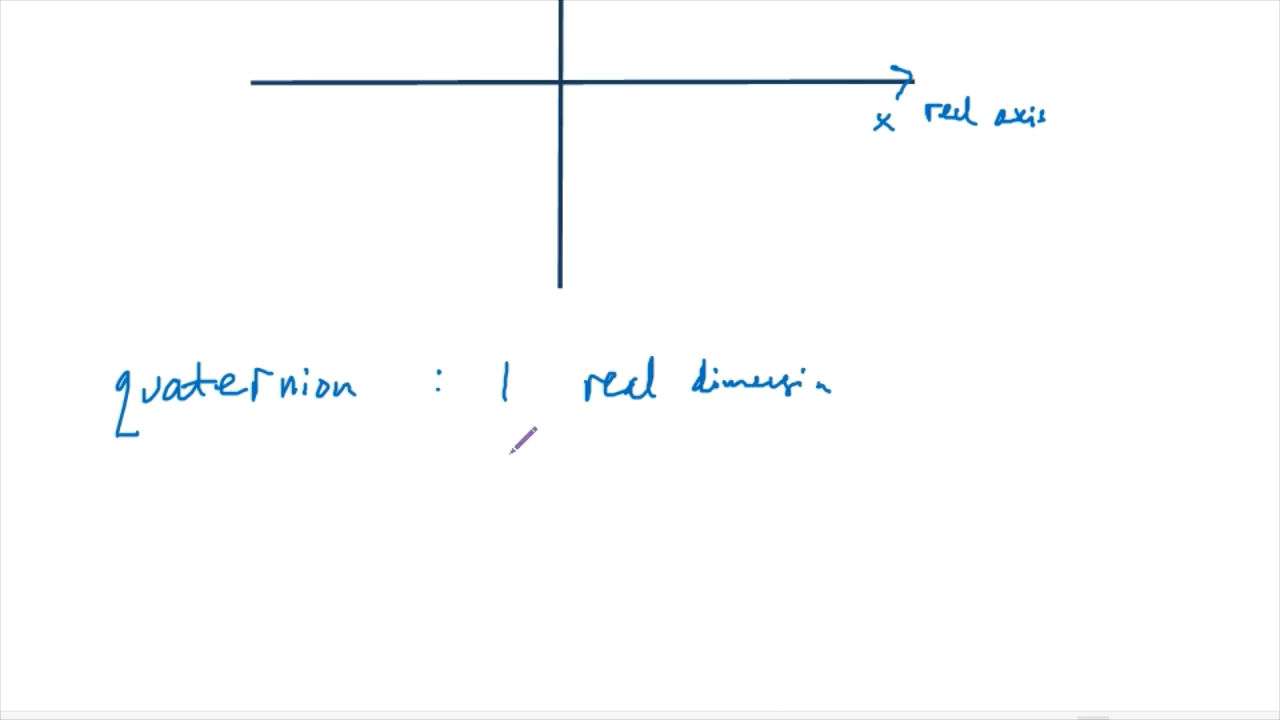 x real axis
quaternion : 1 real dimension